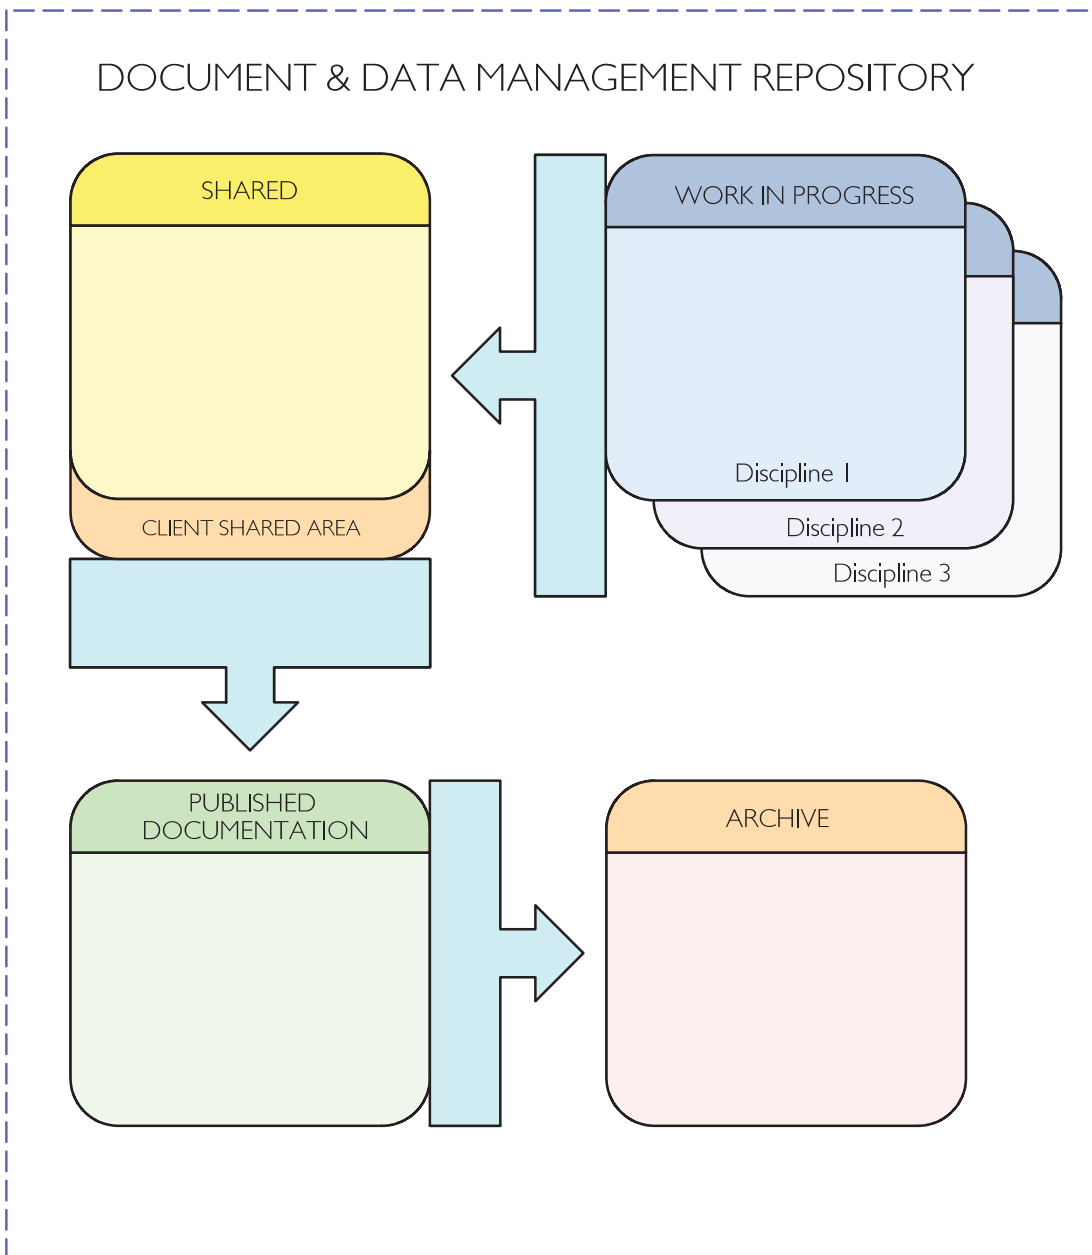 DOCUMENT & DATA MANAGEMENT REPOSITORY
SHARED
WORK IN PROGRESS
Discipline 1
Discipline 2
Discipline 3
CLIENT SHARED AREA
PUBLISHED
DOCUMENTATION
ARCHIVE